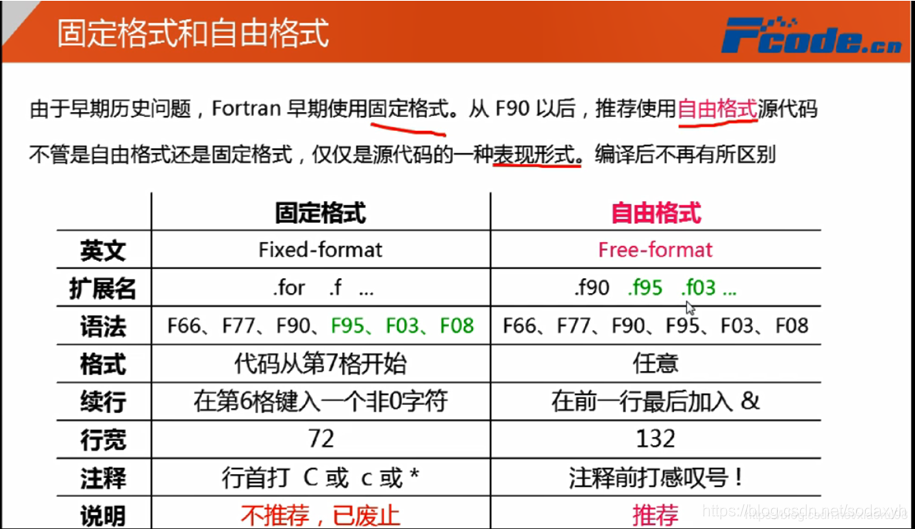 固定格式和自由格式
Fcode.cn
由于早期历史问题，Fortran 早期使用固定格式。从 F90 以后，推荐使用自由格式源代码
不管是自由格式还是固定格式，仅仅是源代码的一种表现形式。编译后不再有所区别
固定格式 自由格式
英文 Fixed-format Free-format
扩展名 .for .f ... .f90 .f95 .f03 ...
语法 F66、F77、F90、F95、F03、F08 F66、F77、F90、F95、F03、F08
格式 代码从第7格开始 任意
续行 在第6格键入一个非0字符 在前一行最后加入 &
行宽 72 132
注释 行首打 C 或 c 或 * 注释前打感叹号 !
说明 不推荐，已废止 推荐